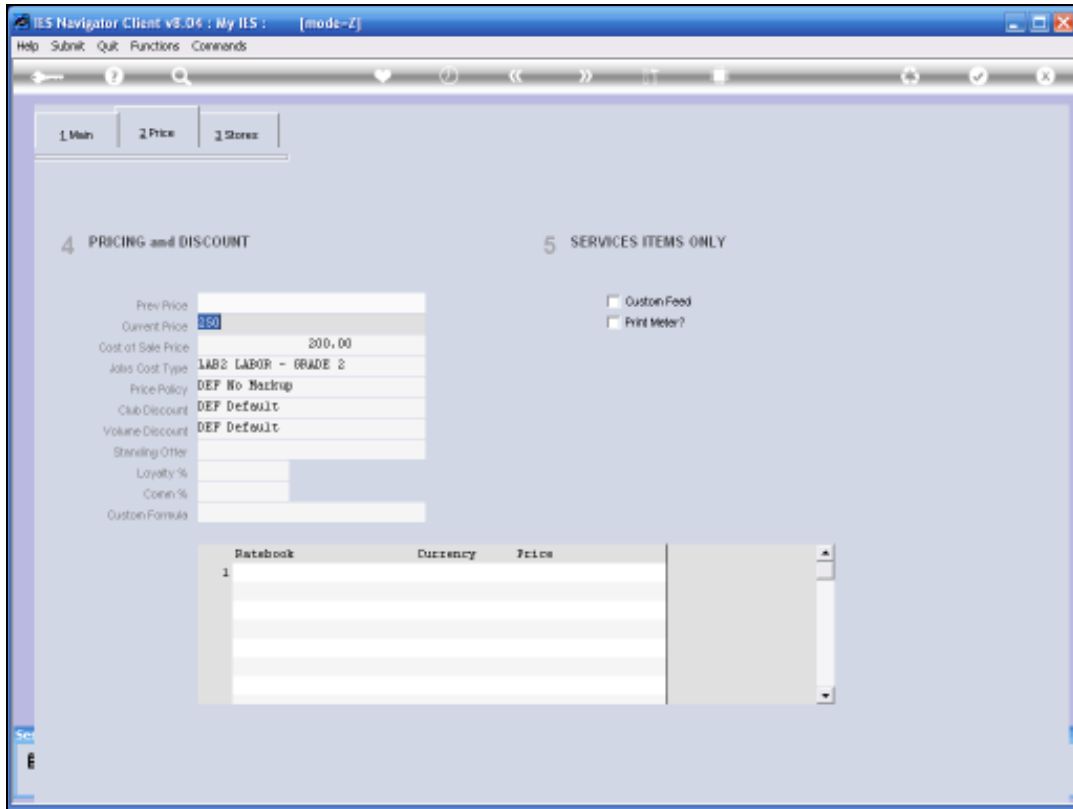 IES Navigator Client v8.04 : My IES : [mode=Z]
Help Submit Quit Functions Commands
1 Main 2 Price 3 Stores
4 PRICING and DISCOUNT
Prev Price
Current Price 250
Cost of Sale Price 200.00
Jobs Cost Type LAB2 LABOR - GRADE 2
Price Policy DEF No Markup
Club Discount DEF Default
Volume Discount DEF Default
Standing Offer
Loyalty %
Comm %
Custom Formula
5 SERVICES ITEMS ONLY
Custom Feed
Print Meter?
Ratebook Currency Price
1